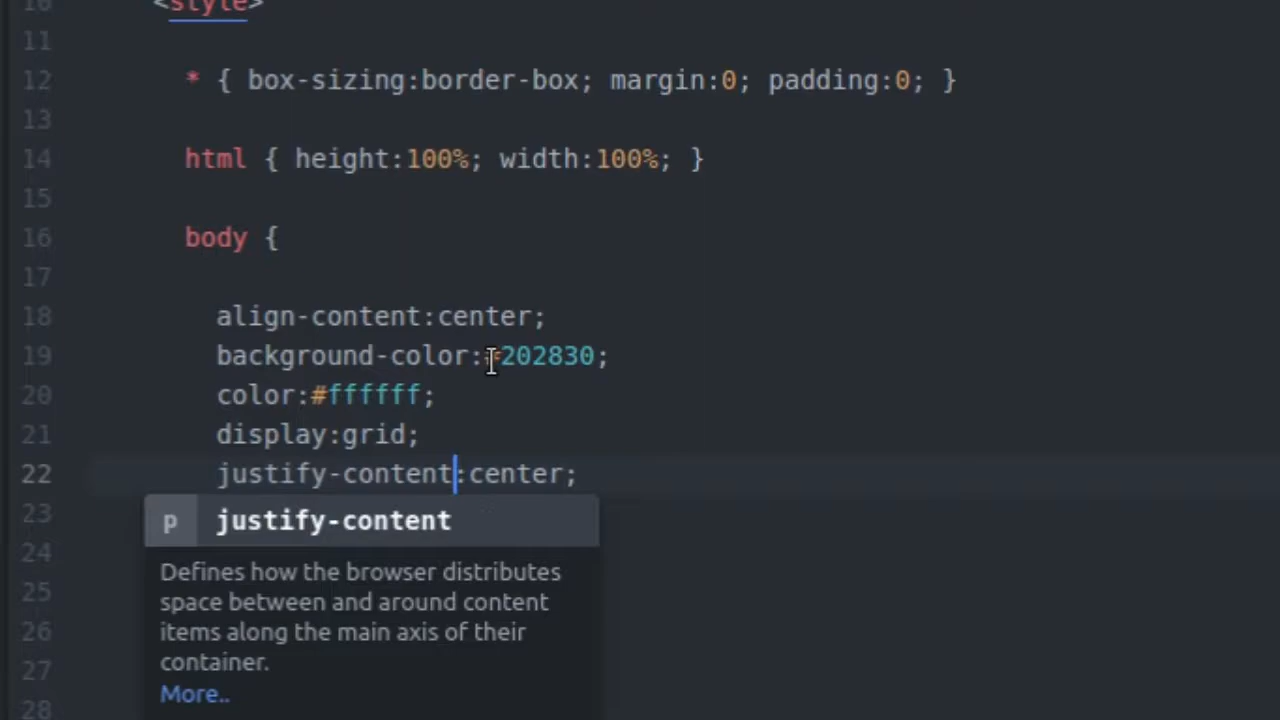 10 <style>
11
12 * { box-sizing:border-box; margin:0; padding:0; }
13
14 html { height:100%; width:100%; }
15
16 body {
17
18 align-content:center;
19 background-color:#202830;
20 color:#ffffff;
21 display:grid;
22 justify-content:center;
23 p justify-content
24 Defines how the browser distributes
25 space between and around content
26 items along the main axis of their
27 container.
More..
28